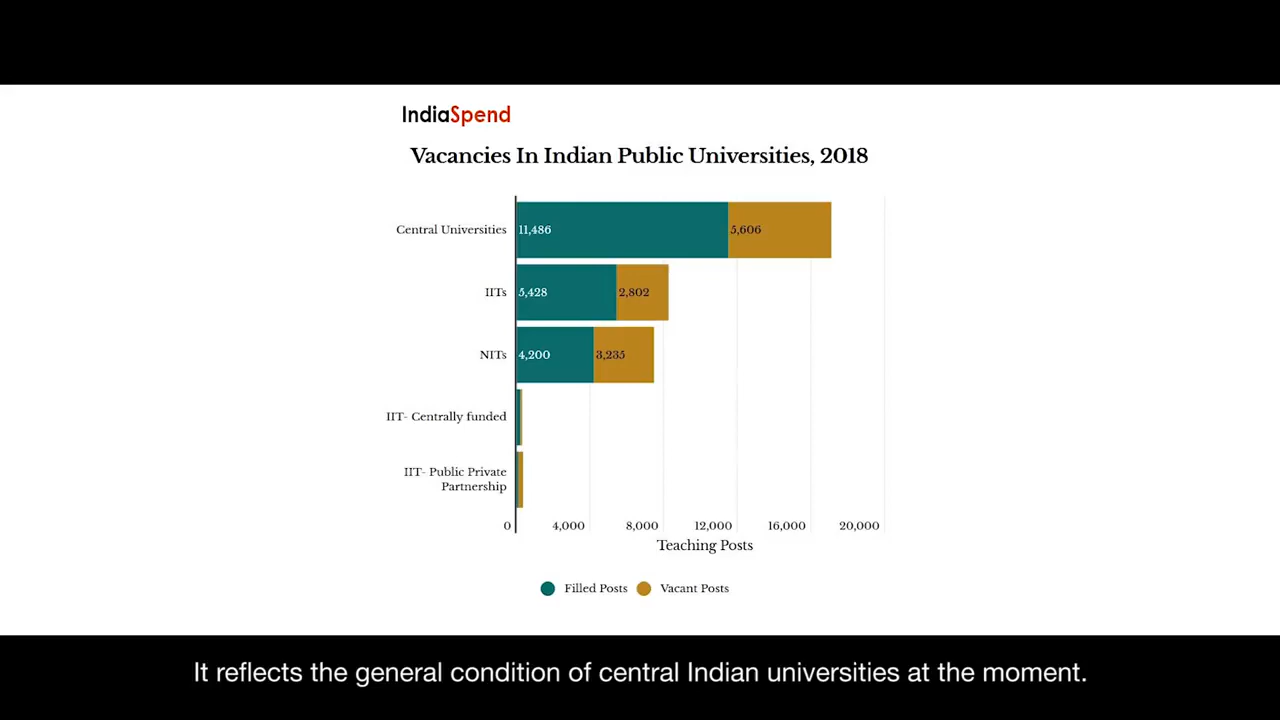 IndiaSpend
Vacancies In Indian Public Universities, 2018
Central Universities 11,486 5,606
IITs 5,428 2,802
NITs 4,200 3,235
IIT- Centrally funded
IIT- Public Private
Partnership
0 4,000 8,000 12,000 16,000 20,000
Teaching Posts
Filled Posts Vacant Posts
It reflects the general condition of central Indian universities at the moment.